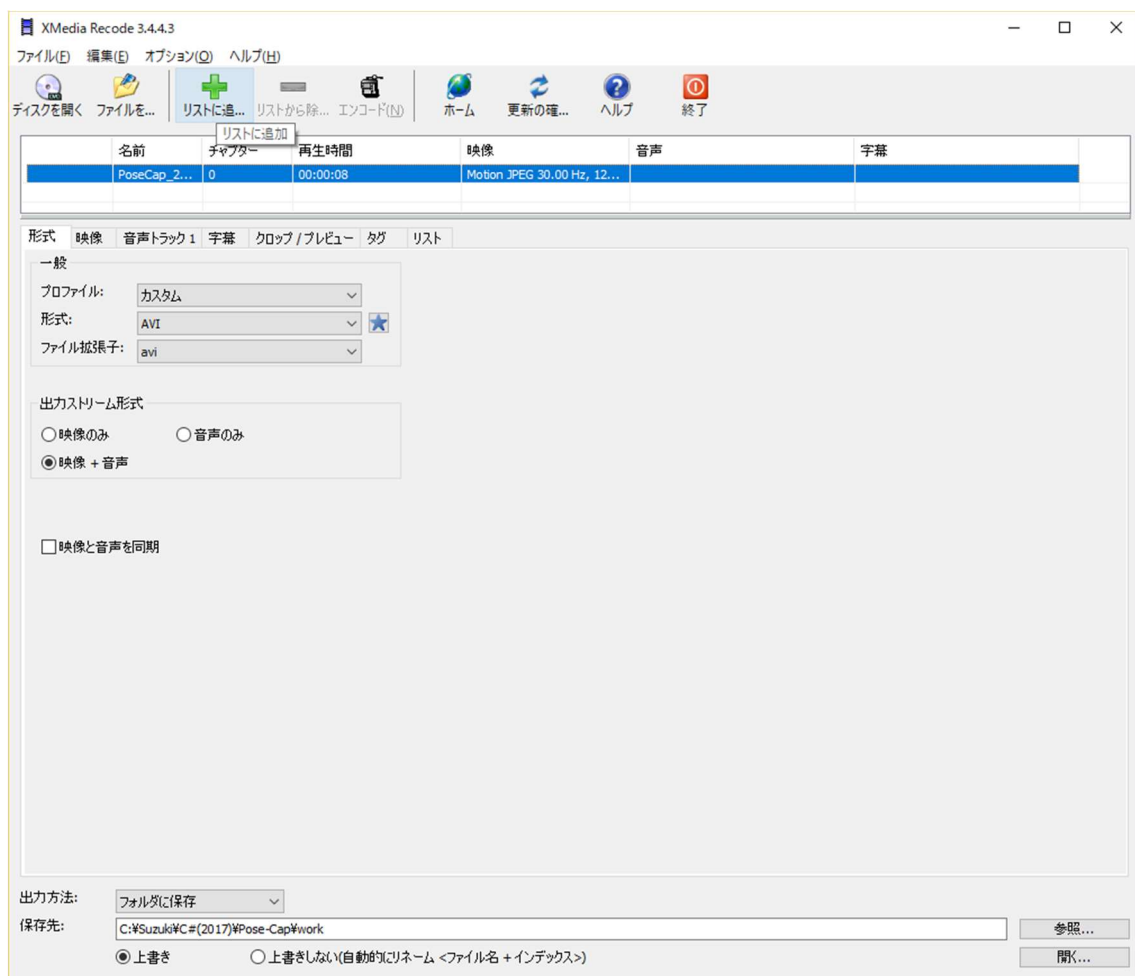 XMedia Recode 3.4.4.3
ファイル(F) 編集(E) オプション(O) ヘルプ(H)
ディスクを開く ファイルを... リストに追... リストから除... エンコード(N) ホーム 更新の確... ヘルプ 終了
リストに追加
名前 チャプター 再生時間 映像 音声 字幕
PoseCap_2... 0 00:00:08 Motion JPEG 30.00 Hz, 12...
形式 映像 音声トラック 1 字幕 クロップ / プレビュー タグ リスト
一般
プロファイル: カスタム
形式: AVI
ファイル拡張子: avi
出力ストリーム形式
映像のみ 音声のみ
映像 + 音声
映像と音声を同期
出力方法: フォルダに保存
保存先: C:¥Suzuki¥C#(2017)¥Pose-Cap¥work 参照...
上書き 上書きしない(自動的にリネーム <ファイル名 + インデックス>) 開く...